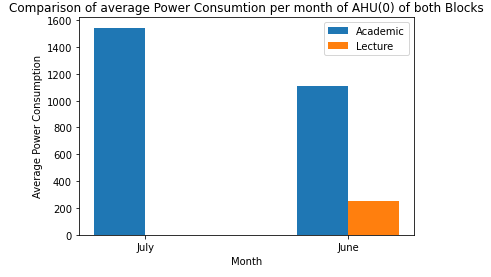 Comparison of average Power Consumtion per month of AHU(0) of both Blocks
1600
1400
1200
1000
800
600
400
200
0
Average Power Consumption
Academic
Lecture
July
June
Month